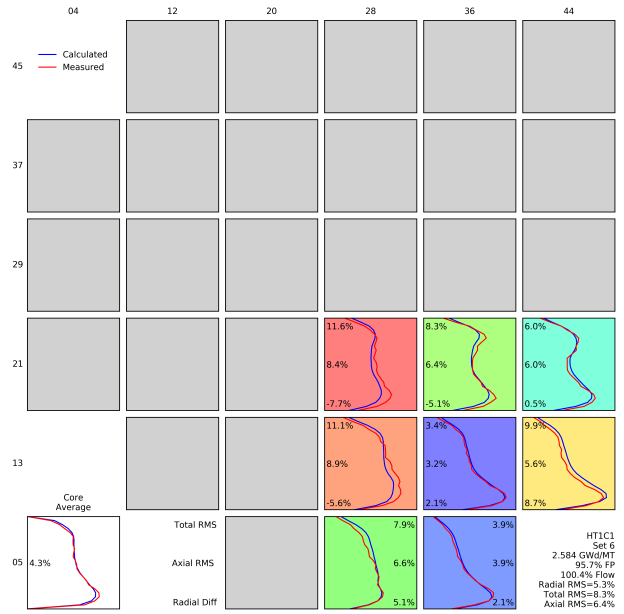 04 12 20 28 36 44
45
Calculated
Measured
37
29
21
11.6% 8.3% 6.0%
8.4% 6.4% 6.0%
-7.7% -5.1% 0.5%
13
11.1% 3.4% 9.9%
8.9% 3.2% 5.6%
-5.6% 2.1% 8.7%
Core
Average
05
4.3%
Total RMS 7.9% 3.9%
Axial RMS 6.6% 3.9%
Radial Diff 5.1% 2.1%
HT1C1
Set 6
2.584 GWd/MT
95.7% FP
100.4% Flow
Radial RMS=5.3%
Total RMS=8.3%
Axial RMS=6.4%